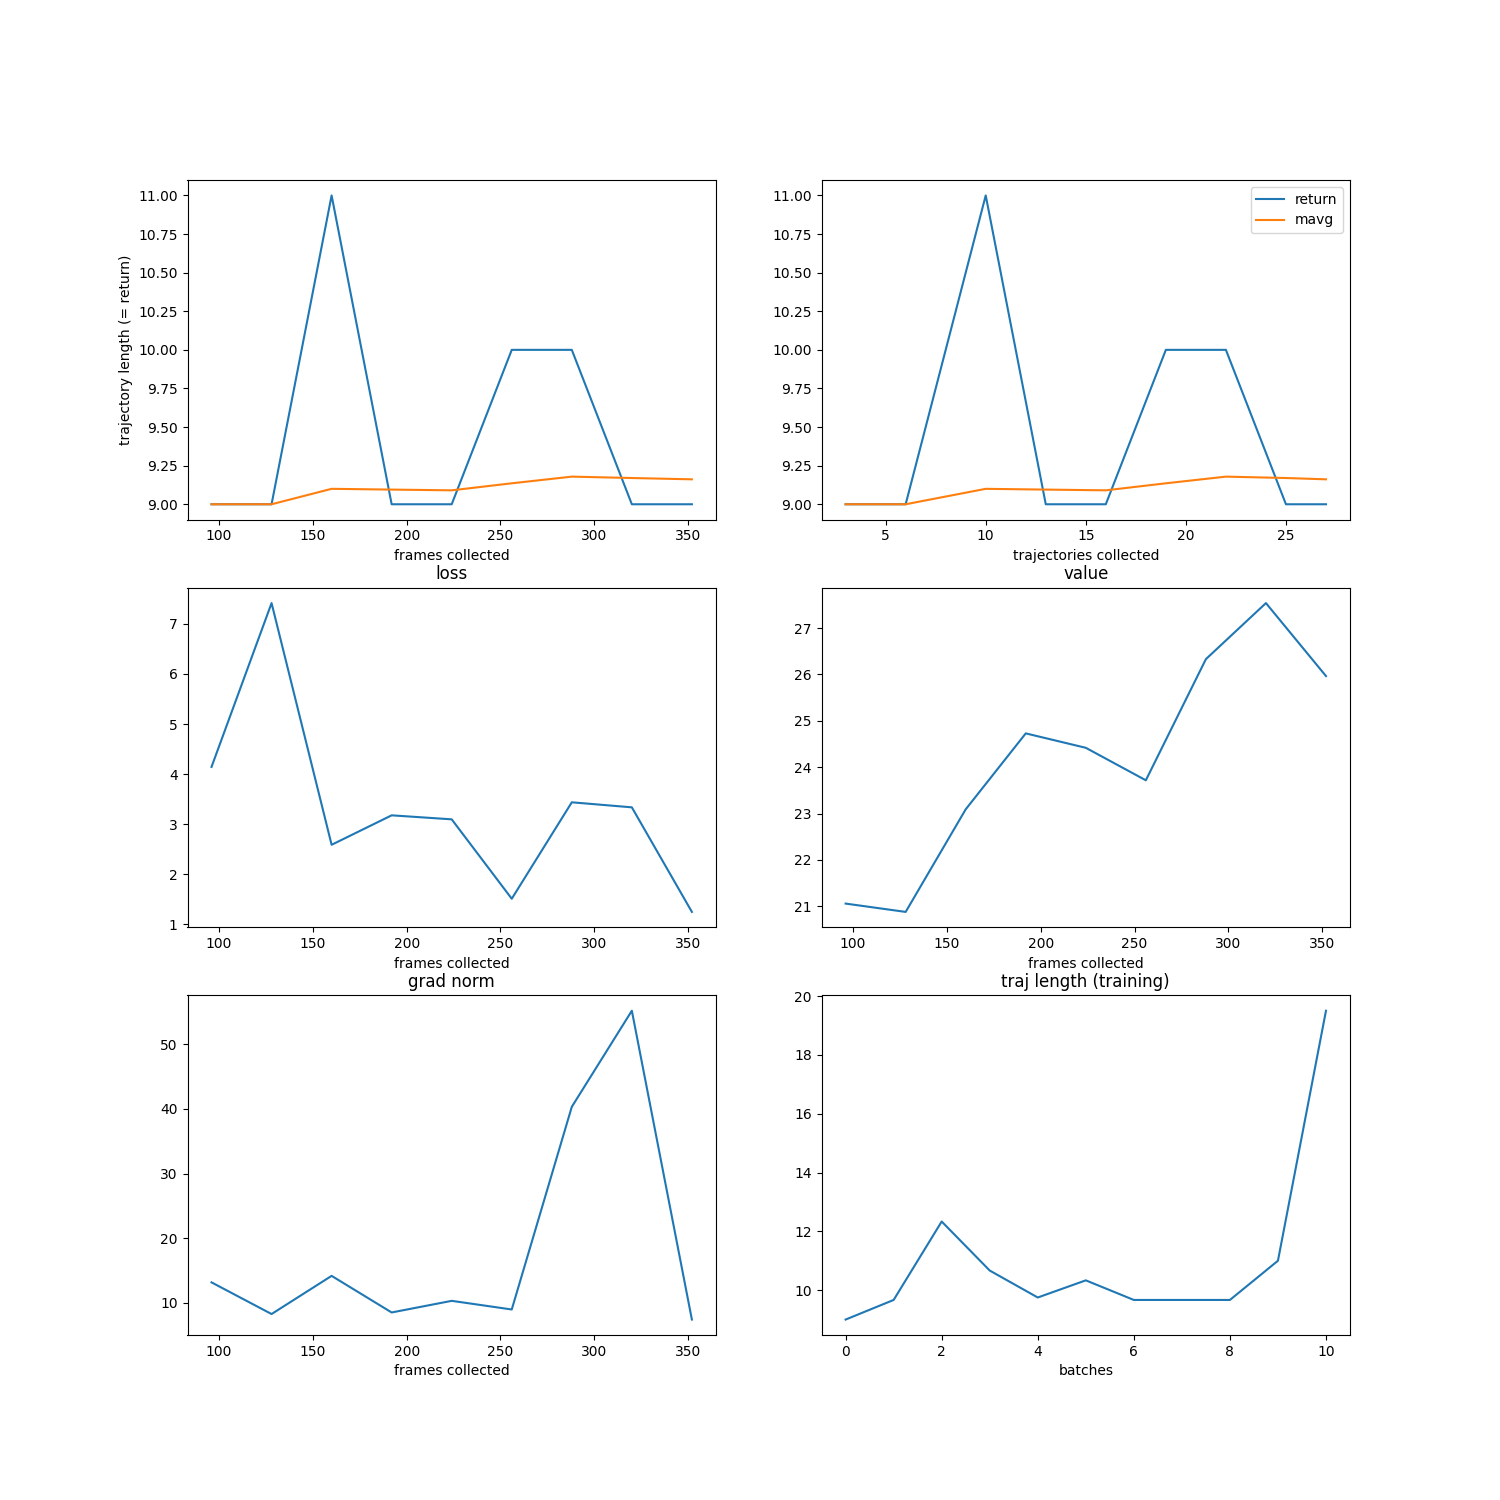 11.00
10.75
10.50
10.25
10.00
9.75
9.50
9.25
9.00
trajectory length (= return)
100 150 200 250 300 350
frames collected
11.00
10.75
10.50
10.25
10.00
9.75
9.50
9.25
9.00
return
mavg
5 10 15 20 25
trajectories collected
loss
7
6
5
4
3
2
1
100 150 200 250 300 350
frames collected
value
27
26
25
24
23
22
21
100 150 200 250 300 350
frames collected
grad norm
50
40
30
20
10
100 150 200 250 300 350
frames collected
traj length (training)
20
18
16
14
12
10
0 2 4 6 8 10
batches